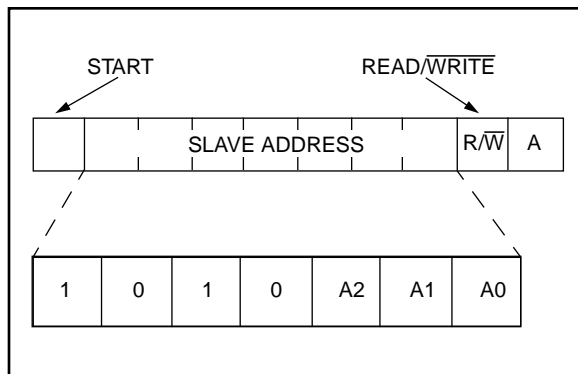 START READ/WRITE
SLAVE ADDRESS R/W A
1 0 1 0 A2 A1 A0